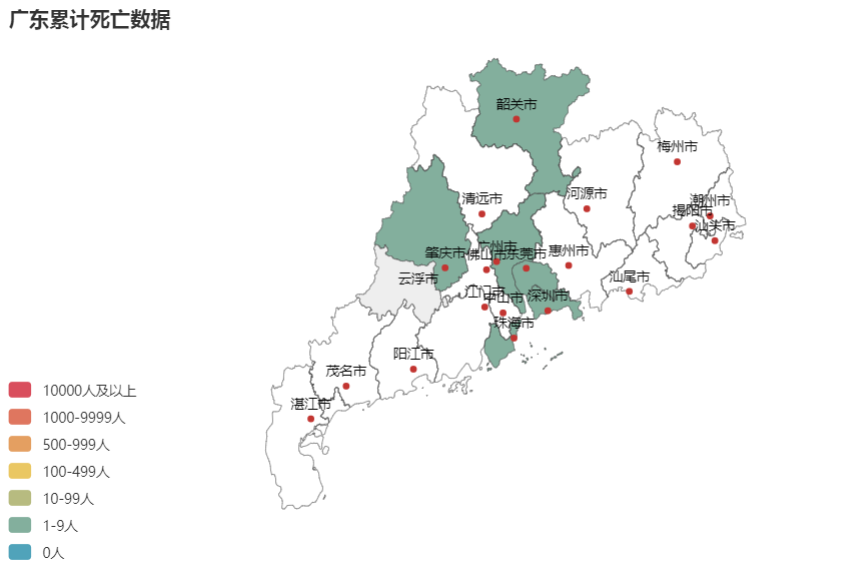 广东累计死亡数据
韶关市
梅州市
清远市
河源市
潮州市
揭阳市
汕头市
广州市
肇庆市
佛山市
东莞市
惠州市
云浮市
汕尾市
江门市
中山市
深圳市
珠海市
阳江市
茂名市
湛江市
10000人及以上
1000-9999人
500-999人
100-499人
10-99人
1-9人
0人